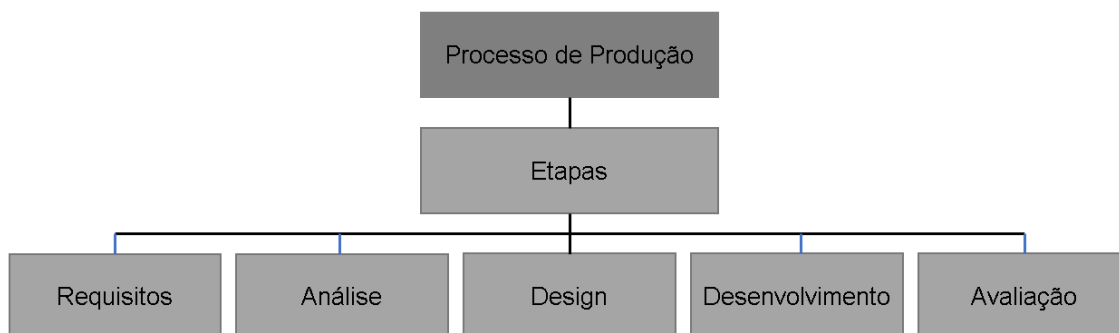 Processo de Produção
Etapas
Requisitos
Análise
Design
Desenvolvimento
Avaliação